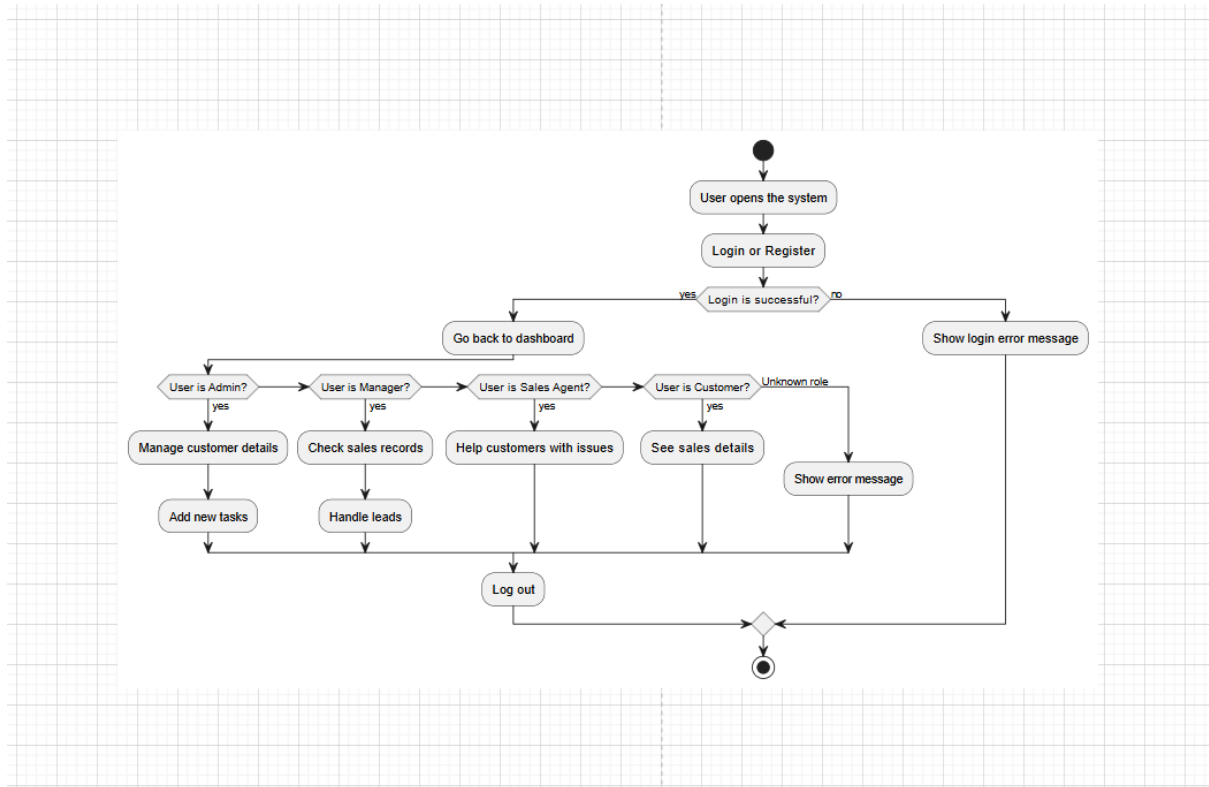 User opens the system
Login or Register
yes
Login is successful?
no
Go back to dashboard
Show login error message
User is Admin?
User is Manager?
User is Sales Agent?
User is Customer?
Unknown role
yes
yes
yes
yes
Manage customer details
Check sales records
Help customers with issues
See sales details
Show error message
Add new tasks
Handle leads
Log out